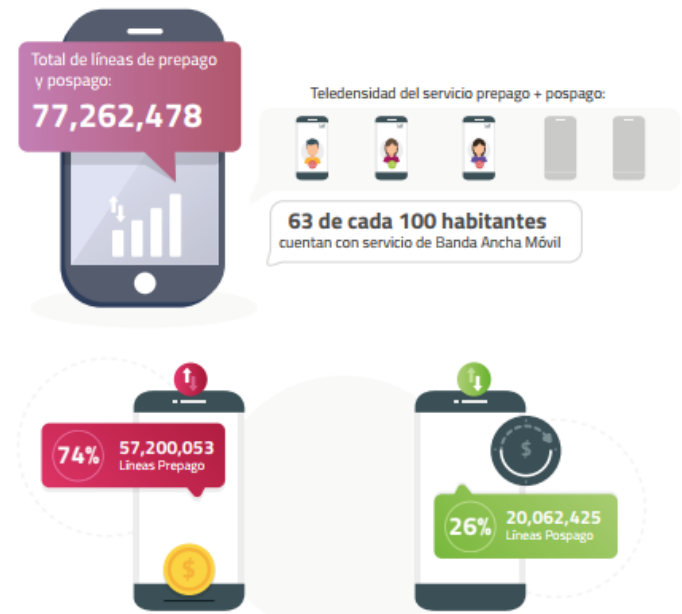 Total de líneas de prepago
y pospago:
77,262,478
Teledensidad del servicio prepago + pospago:
63 de cada 100 habitantes
cuentan con servicio de Banda Ancha Móvil
74%
57,200,053
Líneas Prepago
$
$
26%
20,062,425
Líneas Pospago